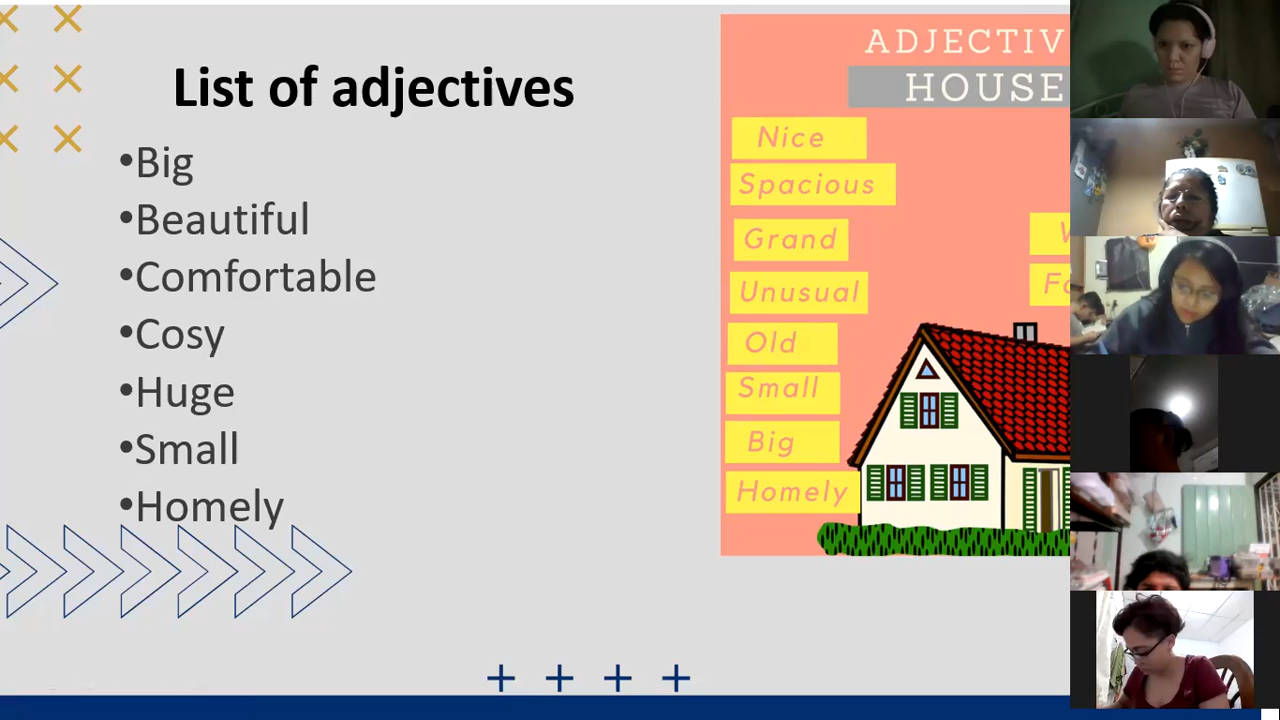 List of adjectives
•Big
•Beautiful
•Comfortable
•Cosy
•Huge
•Small
•Homely
ADJECTIV
HOUSE
Nice
Spacious
Grand
Unusual
Old
Small
Big
Homely